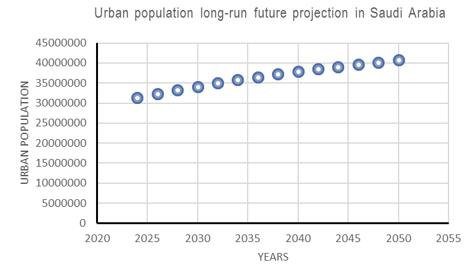 Urban population long-run future projection in Saudi Arabia
45000000
40000000
35000000
30000000
25000000
20000000
15000000
10000000
5000000
0
URBAN POPULATION
2020 2025 2030 2035 2040 2045 2050 2055
YEARS